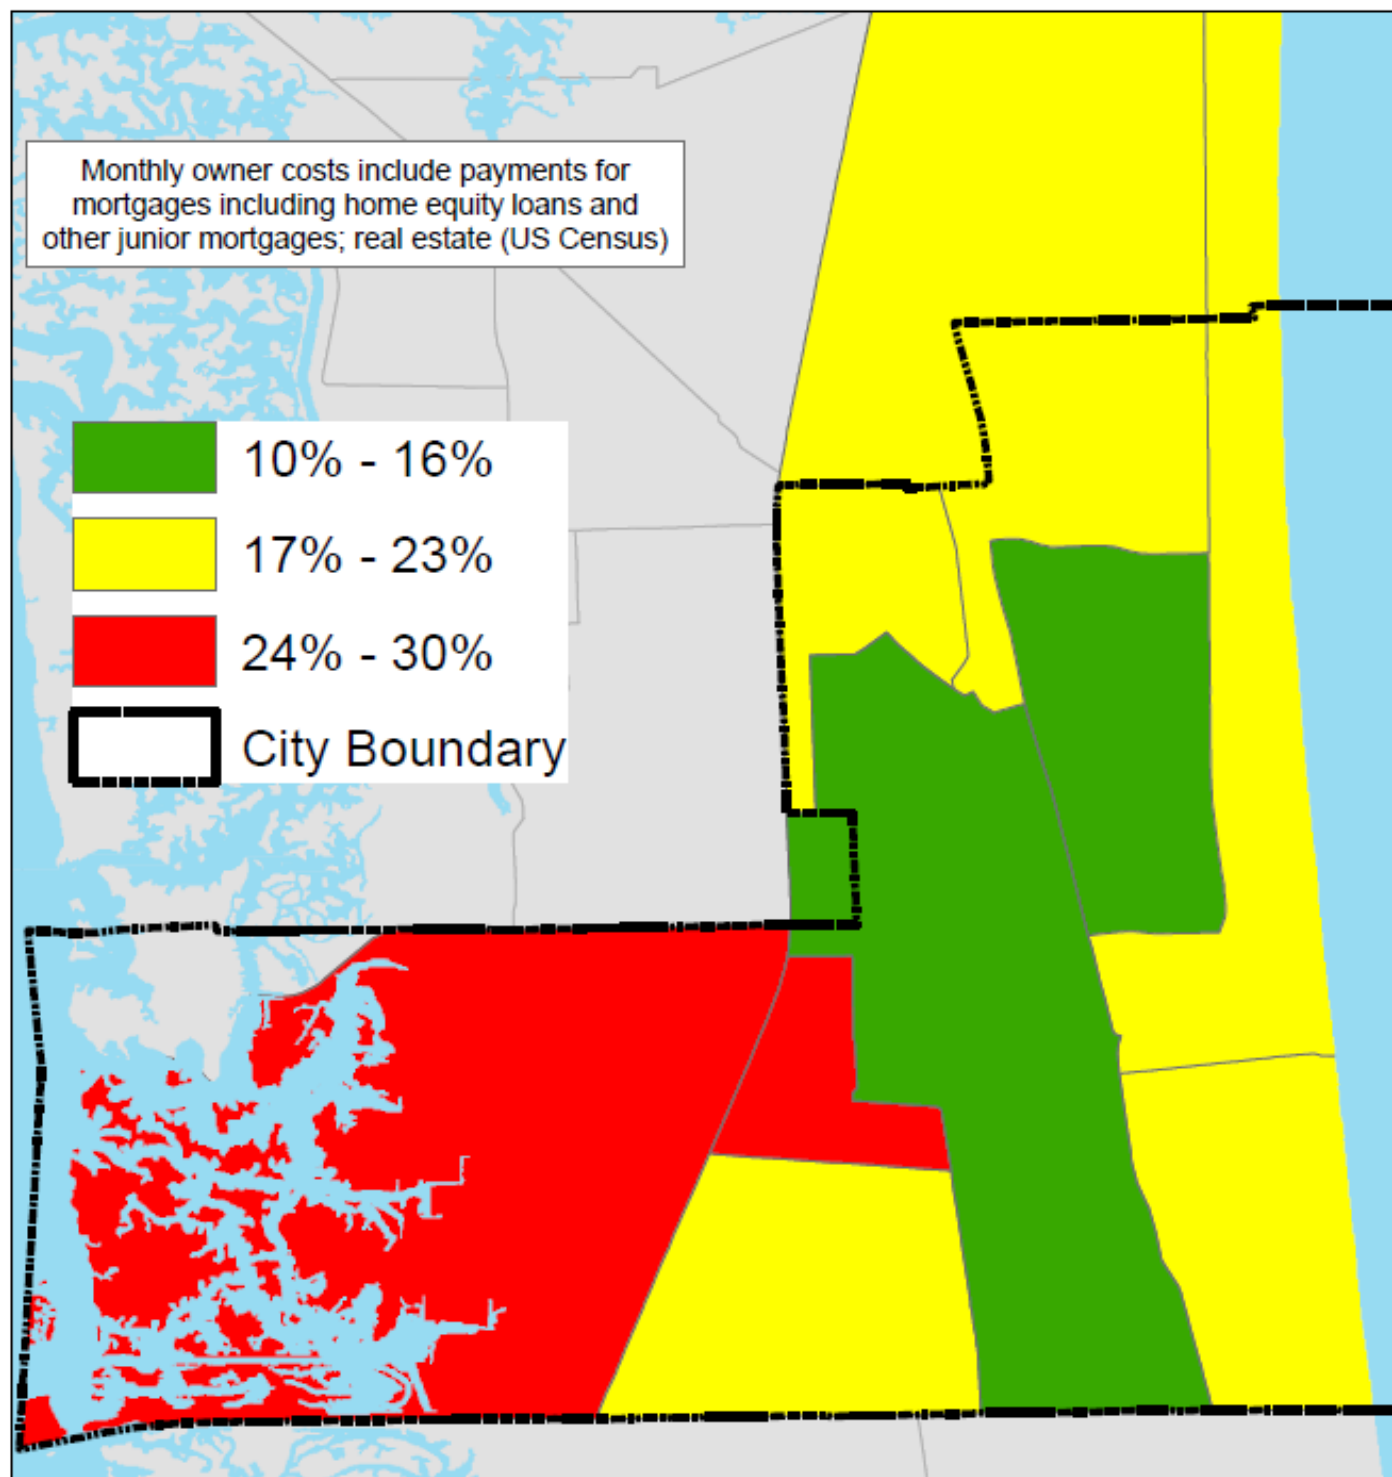 Monthly owner costs include payments for
mortgages including home equity loans and
other junior mortgages; real estate (US Census)
10% - 16%
17% - 23%
24% - 30%
City Boundary